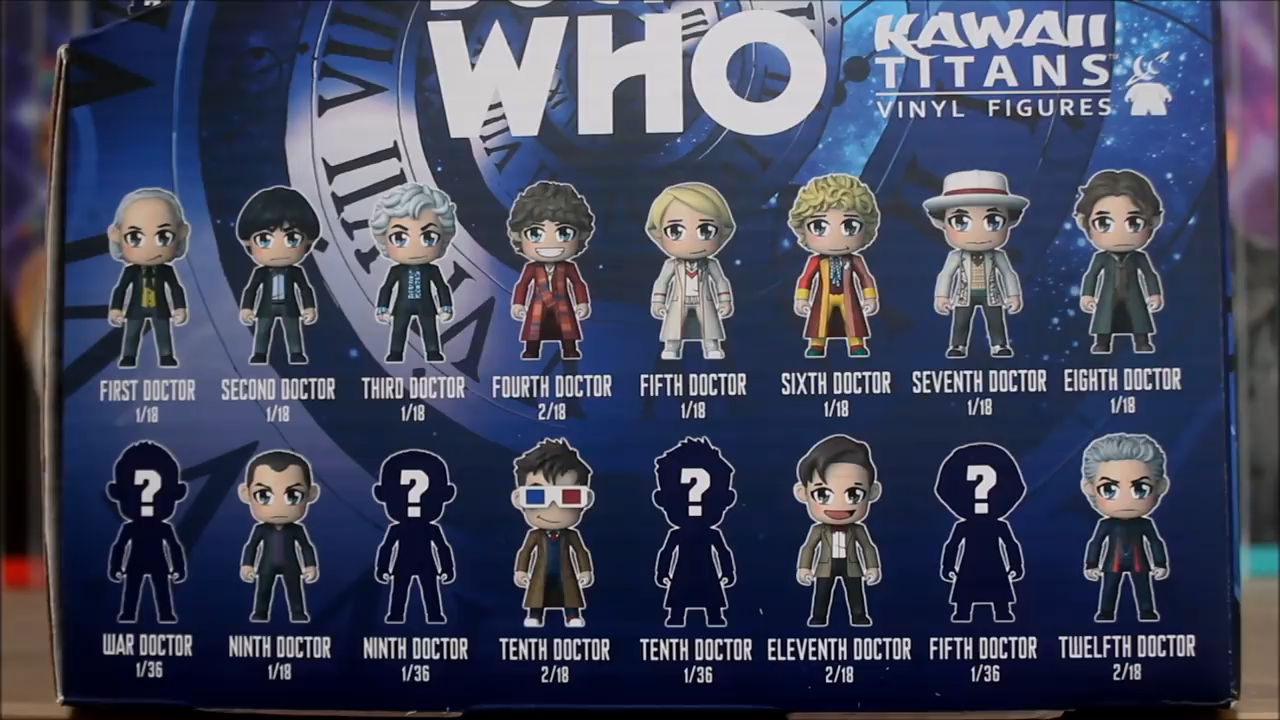 WHO
KAWAII
TITANS™
VINYL FIGURES
FIRST DOCTOR
1/18
SECOND DOCTOR
1/18
THIRD DOCTOR
1/18
FOURTH DOCTOR
2/18
FIFTH DOCTOR
1/18
SIXTH DOCTOR
1/18
SEVENTH DOCTOR
1/18
EIGHTH DOCTOR
1/18
?
WAR DOCTOR
1/36
NINTH DOCTOR
1/18
?
NINTH DOCTOR
1/36
TENTH DOCTOR
2/18
?
TENTH DOCTOR
1/36
ELEVENTH DOCTOR
2/18
?
FIFTH DOCTOR
1/36
TWELFTH DOCTOR
2/18